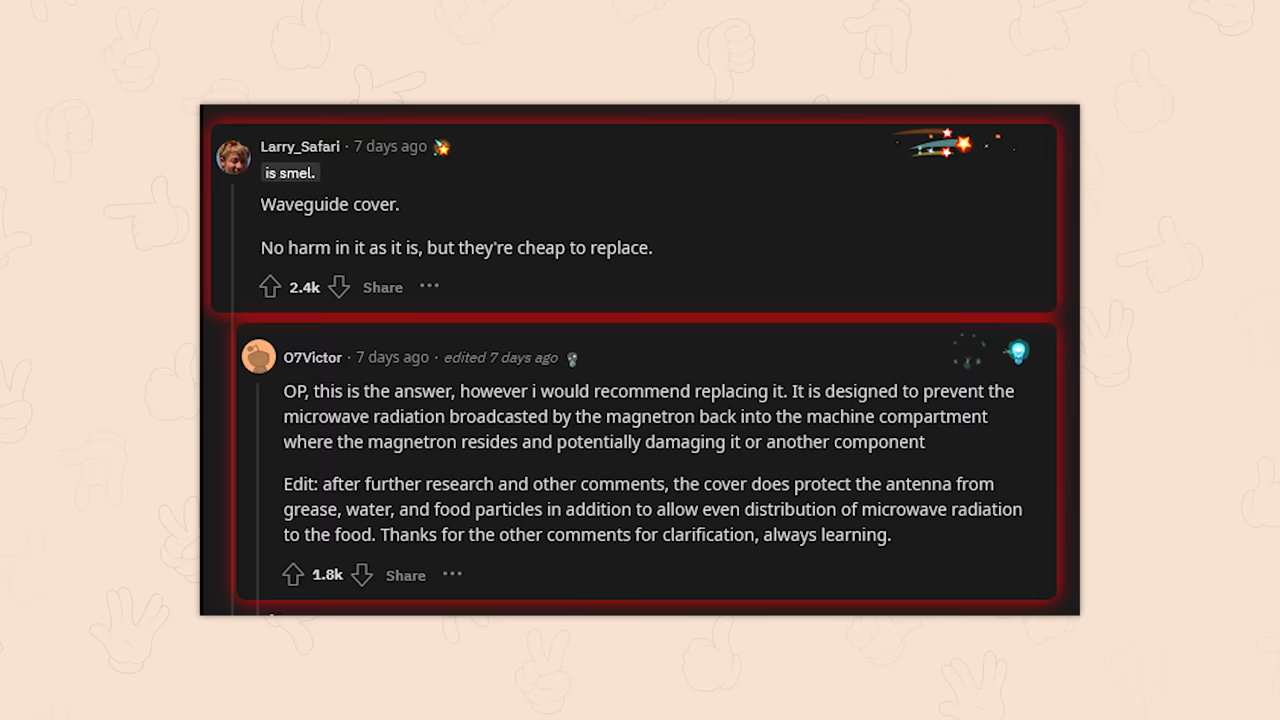 Larry_Safari · 7 days ago
is smel.
Waveguide cover.
No harm in it as it is, but they're cheap to replace.
2.4k Share ···
O7Victor · 7 days ago · edited 7 days ago
OP, this is the answer, however i would recommend replacing it. It is designed to prevent the
microwave radiation broadcasted by the magnetron back into the machine compartment
where the magnetron resides and potentially damaging it or another component
Edit: after further research and other comments, the cover does protect the antenna from
grease, water, and food particles in addition to allow even distribution of microwave radiation
to the food. Thanks for the other comments for clarification, always learning.
1.8k Share ···